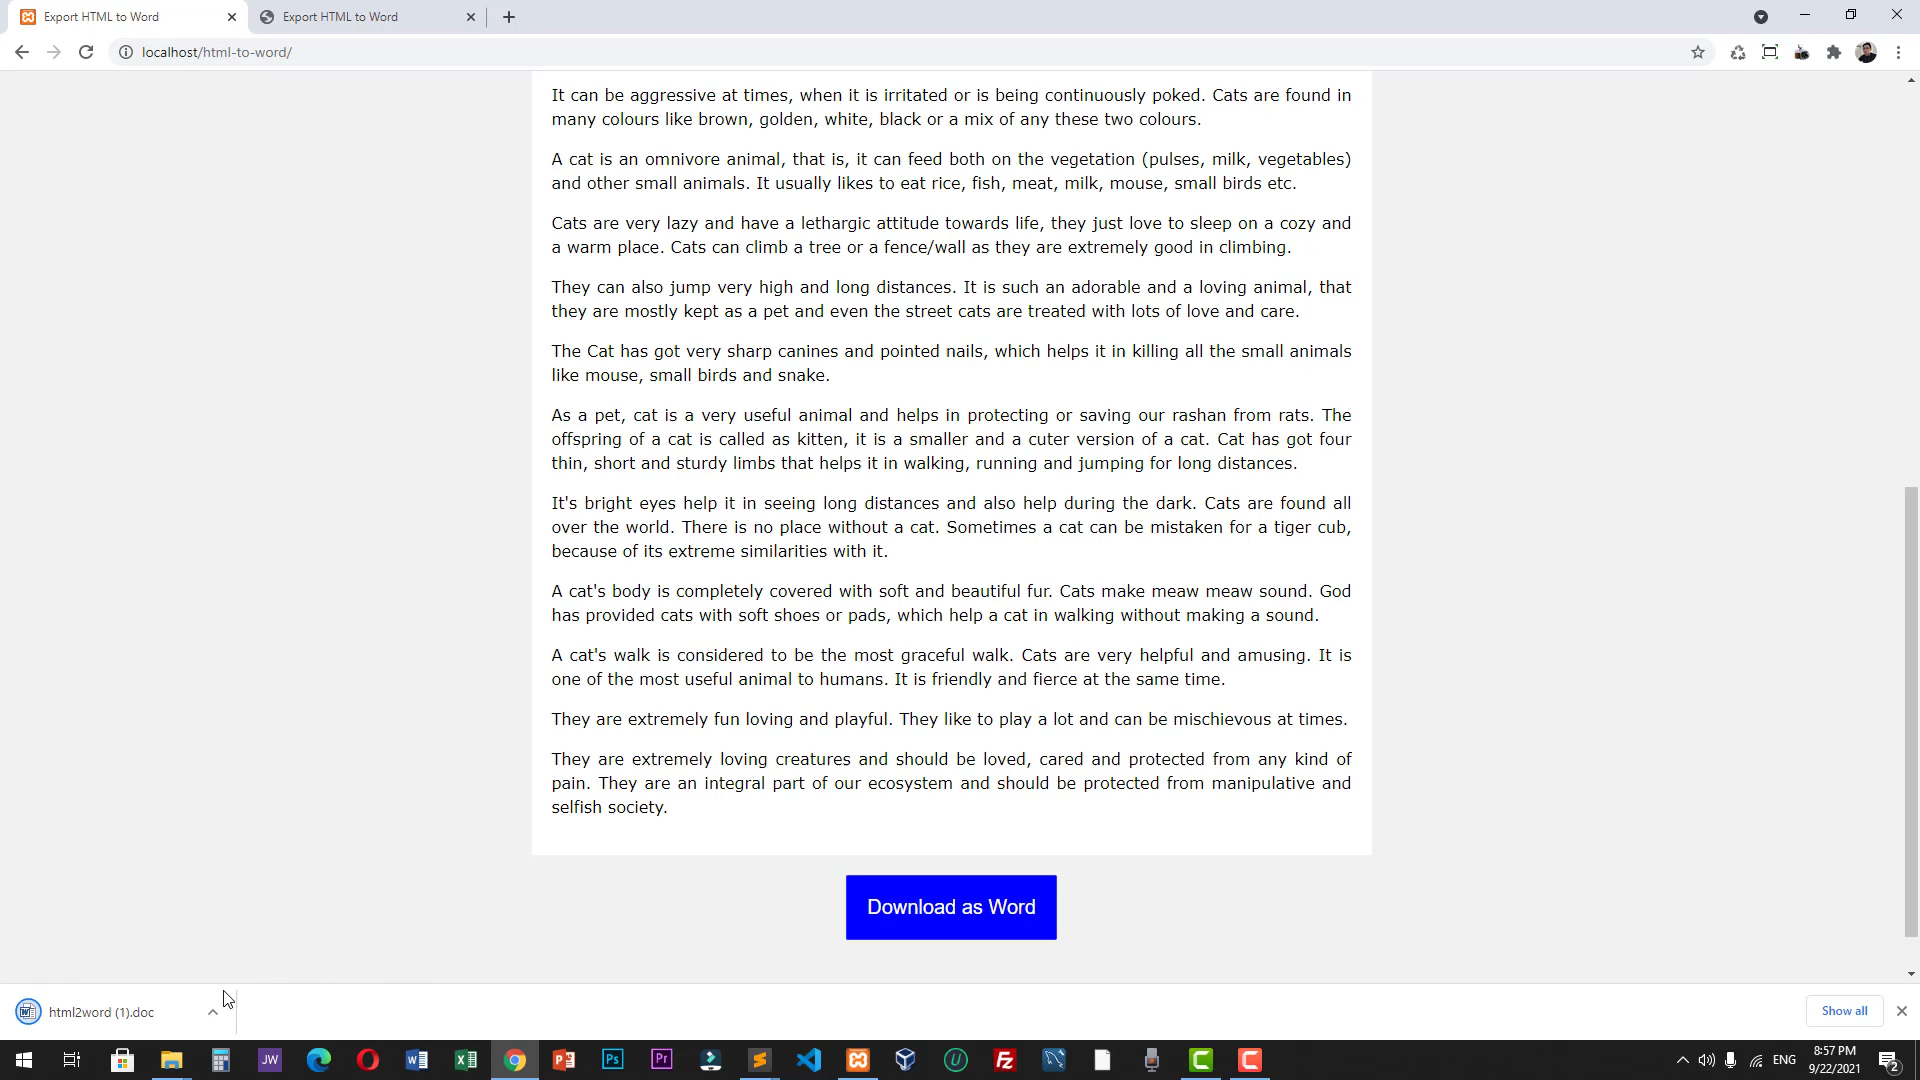 Export HTML to Word
Export HTML to Word
localhost/html-to-word/
It can be aggressive at times, when it is irritated or is being continuously poked. Cats are found in
many colours like brown, golden, white, black or a mix of any these two colours.
A cat is an omnivore animal, that is, it can feed both on the vegetation (pulses, milk, vegetables)
and other small animals. It usually likes to eat rice, fish, meat, milk, mouse, small birds etc.
Cats are very lazy and have a lethargic attitude towards life, they just love to sleep on a cozy and
a warm place. Cats can climb a tree or a fence/wall as they are extremely good in climbing.
They can also jump very high and long distances. It is such an adorable and a loving animal, that
they are mostly kept as a pet and even the street cats are treated with lots of love and care.
The Cat has got very sharp canines and pointed nails, which helps it in killing all the small animals
like mouse, small birds and snake.
As a pet, cat is a very useful animal and helps in protecting or saving our rashan from rats. The
offspring of a cat is called as kitten, it is a smaller and a cuter version of a cat. Cat has got four
thin, short and sturdy limbs that helps it in walking, running and jumping for long distances.
It's bright eyes help it in seeing long distances and also help during the dark. Cats are found all
over the world. There is no place without a cat. Sometimes a cat can be mistaken for a tiger cub,
because of its extreme similarities with it.
A cat's body is completely covered with soft and beautiful fur. Cats make meaw meaw sound. God
has provided cats with soft shoes or pads, which help a cat in walking without making a sound.
A cat's walk is considered to be the most graceful walk. Cats are very helpful and amusing. It is
one of the most useful animal to humans. It is friendly and fierce at the same time.
They are extremely fun loving and playful. They like to play a lot and can be mischievous at times.
They are extremely loving creatures and should be loved, cared and protected from any kind of
pain. They are an integral part of our ecosystem and should be protected from manipulative and
selfish society.
Download as Word
html2word (1).doc
Show all
JW
Ps
Pr
ENG
8:57 PM
9/22/2021
2